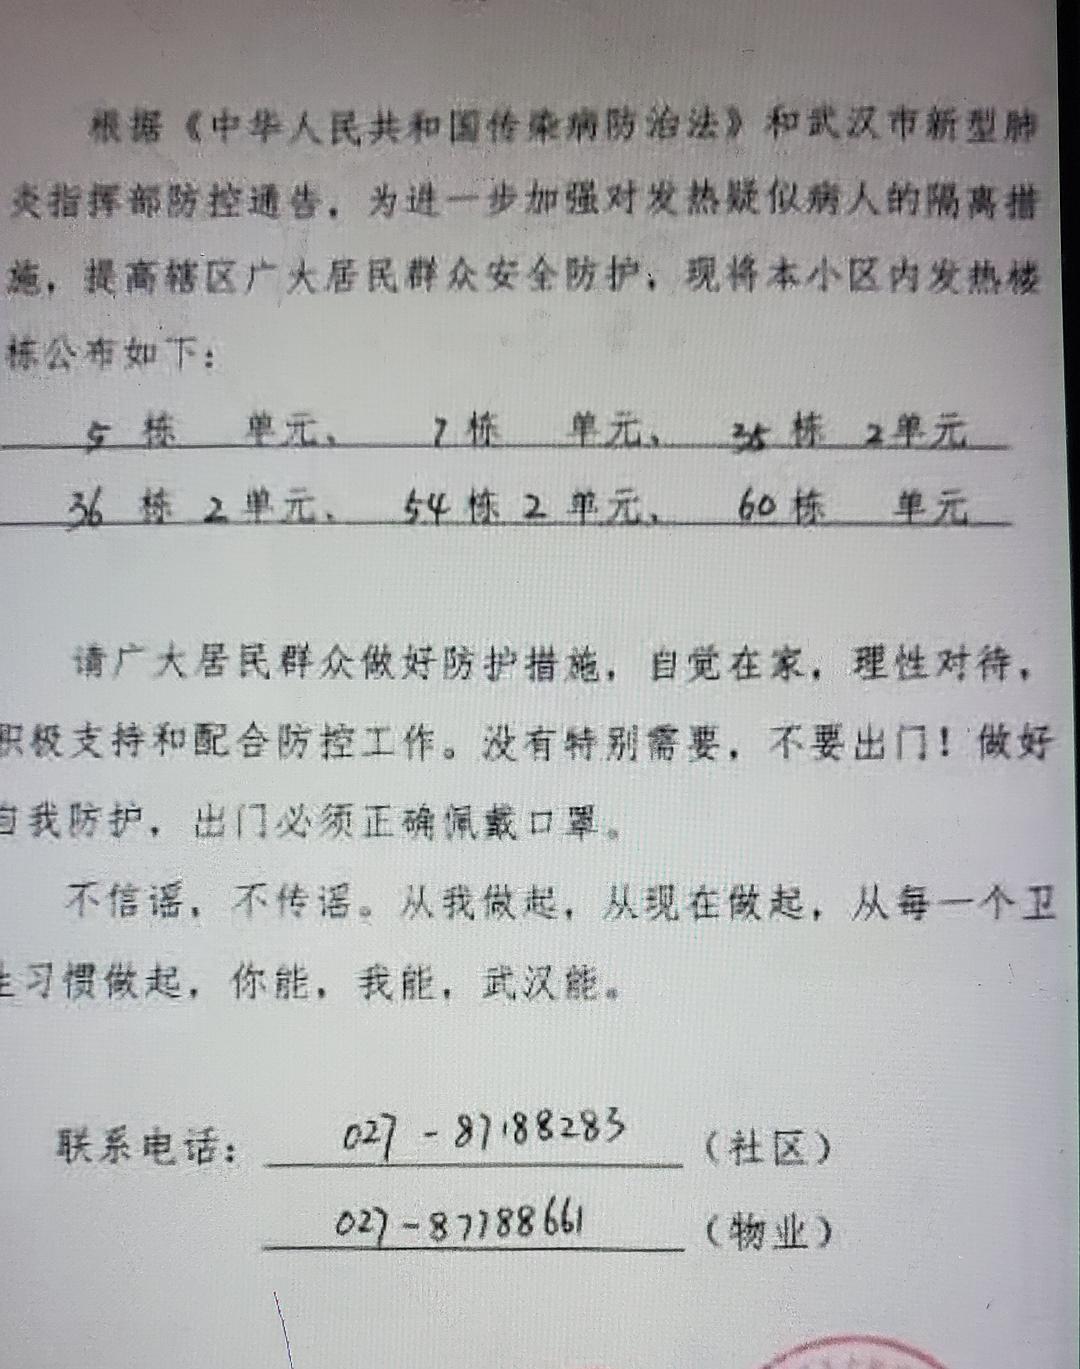 根据《中华人民共和国传染病防治法》和武汉市新型肺
炎指挥部防控通告，为进一步加强对发热疑似病人的隔离措
施，提高辖区广大居民群众安全防护，现将本小区内发热楼
栋公布如下：
5 栋 单元、 7 栋 单元、 栋 2 单元
36 栋 2 单元、 54 栋 2 单元、 60 栋 单元
请广大居民群众做好防护措施，自觉在家，理性对待，
积极支持和配合防控工作。没有特别需要，不要出门！做好
自我防护，出门必须正确佩戴口罩。
不信谣，不传谣。从我做起，从现在做起，从每一个卫
生习惯做起，你能，我能，武汉能。
联系电话： 027-87188283 （社区）
027-87788661 （物业）